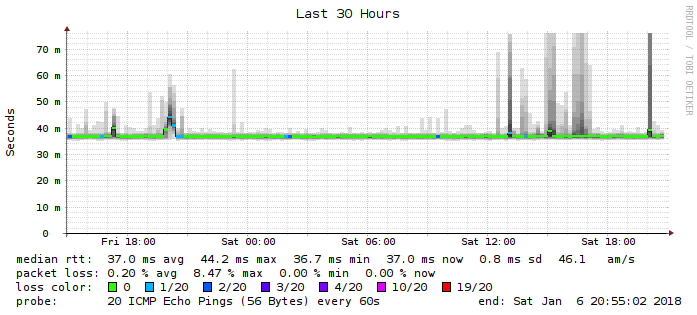 Last 30 Hours
RRDTOOL / TOBI OETIKER
Seconds
70 m
60 m
50 m
40 m
30 m
20 m
10 m
0
Fri 18:00 Sat 00:00 Sat 06:00 Sat 12:00 Sat 18:00
median rtt: 37.0 ms avg 44.2 ms max 36.7 ms min 37.0 ms now 0.8 ms sd 46.1 am/s
packet loss: 0.20 % avg 8.47 % max 0.00 % min 0.00 % now
loss color: 0 1/20 2/20 3/20 4/20 10/20 19/20
probe: 20 ICMP Echo Pings (56 Bytes) every 60s end: Sat Jan 6 20:55:02 2018